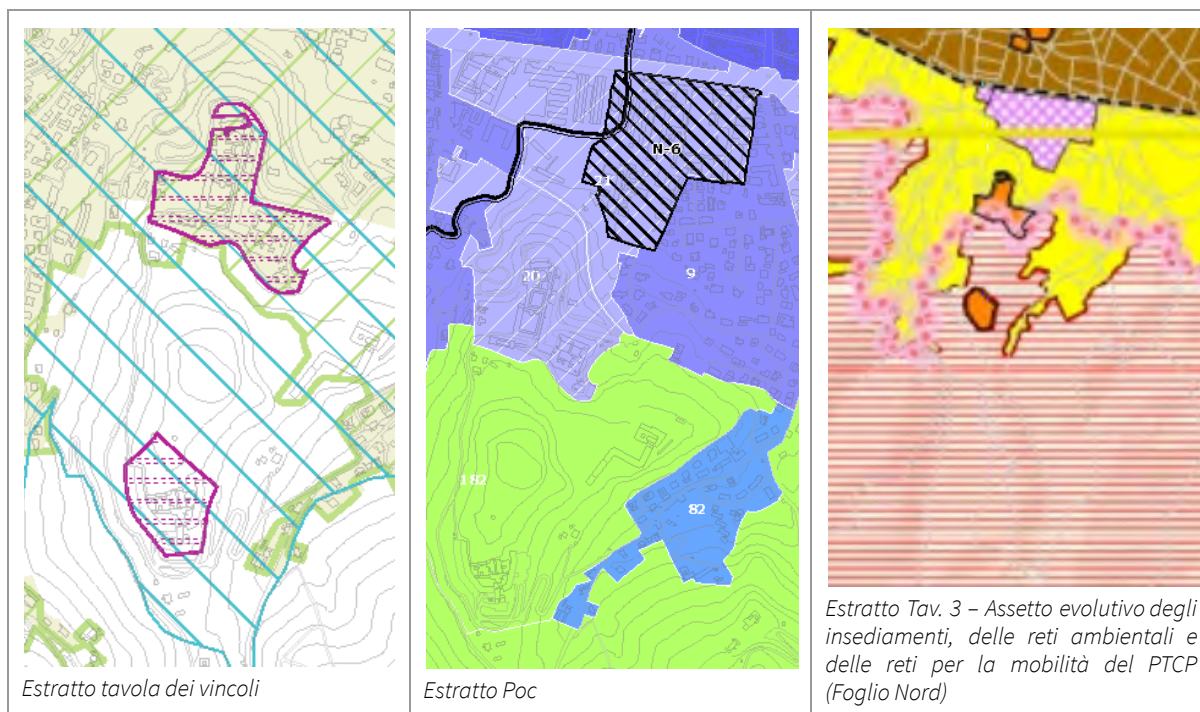 N-6
21
20
9
182
82
Estratto tavola dei vincoli
Estratto Poc
Estratto Tav. 3 – Assetto evolutivo degli
insediamenti, delle reti ambientali e
delle reti per la mobilità del PTCP
(Foglio Nord)